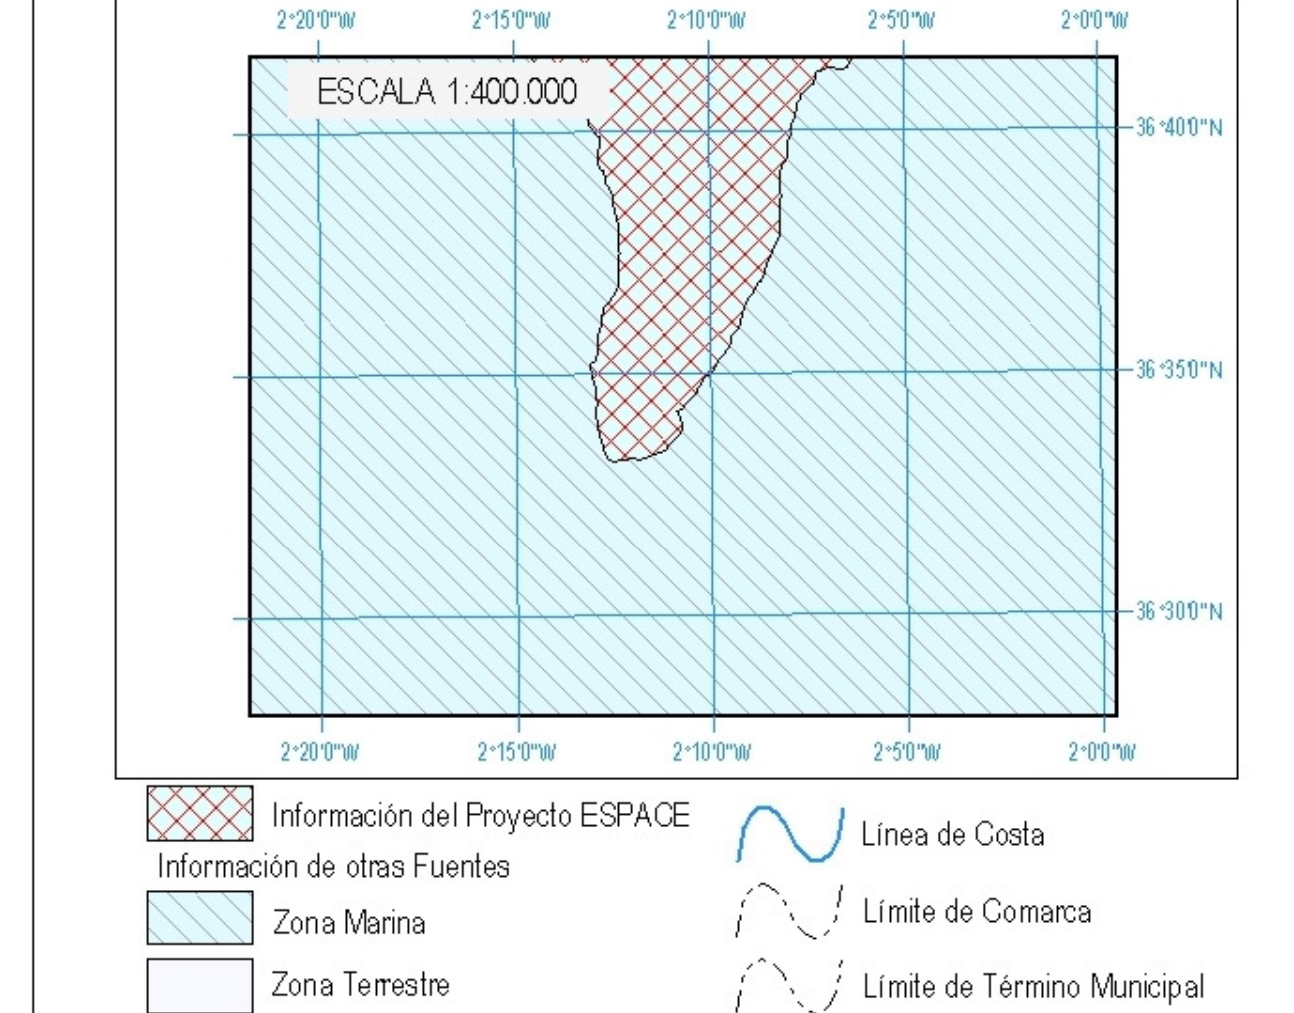 2°20'0"W 2°15'0"W 2°10'0"W 2°5'0"W 2°0'0"W
ESCALA 1:400.000
36°40'0"N
36°35'0"N
36°30'0"N
2°20'0"W 2°15'0"W 2°10'0"W 2°5'0"W 2°0'0"W
Información del Proyecto ESPACE
Información de otras Fuentes
Zona Marina
Zona Terrestre
Línea de Costa
Límite de Comarca
Límite de Término Municipal